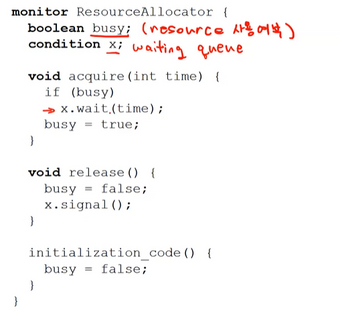 monitor ResourceAllocator {
boolean busy; (resource 사용여부)
condition x; waiting queue
void acquire(int time) {
if (busy)
→ x.wait(time);
busy = true;
}
void release() {
busy = false;
x.signal();
}
initialization_code() {
busy = false;
}
}